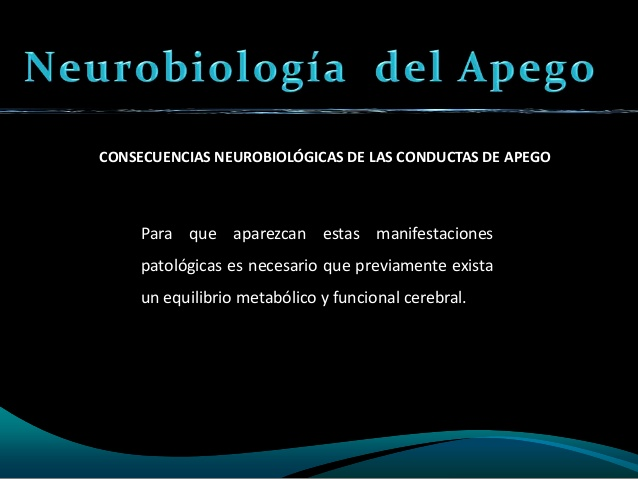 Neurobiología del Apego
CONSECUENCIAS NEUROBIOLÓGICAS DE LAS CONDUCTAS DE APEGO
Para que aparezcan estas manifestaciones
patológicas es necesario que previamente exista
un equilibrio metabólico y funcional cerebral.